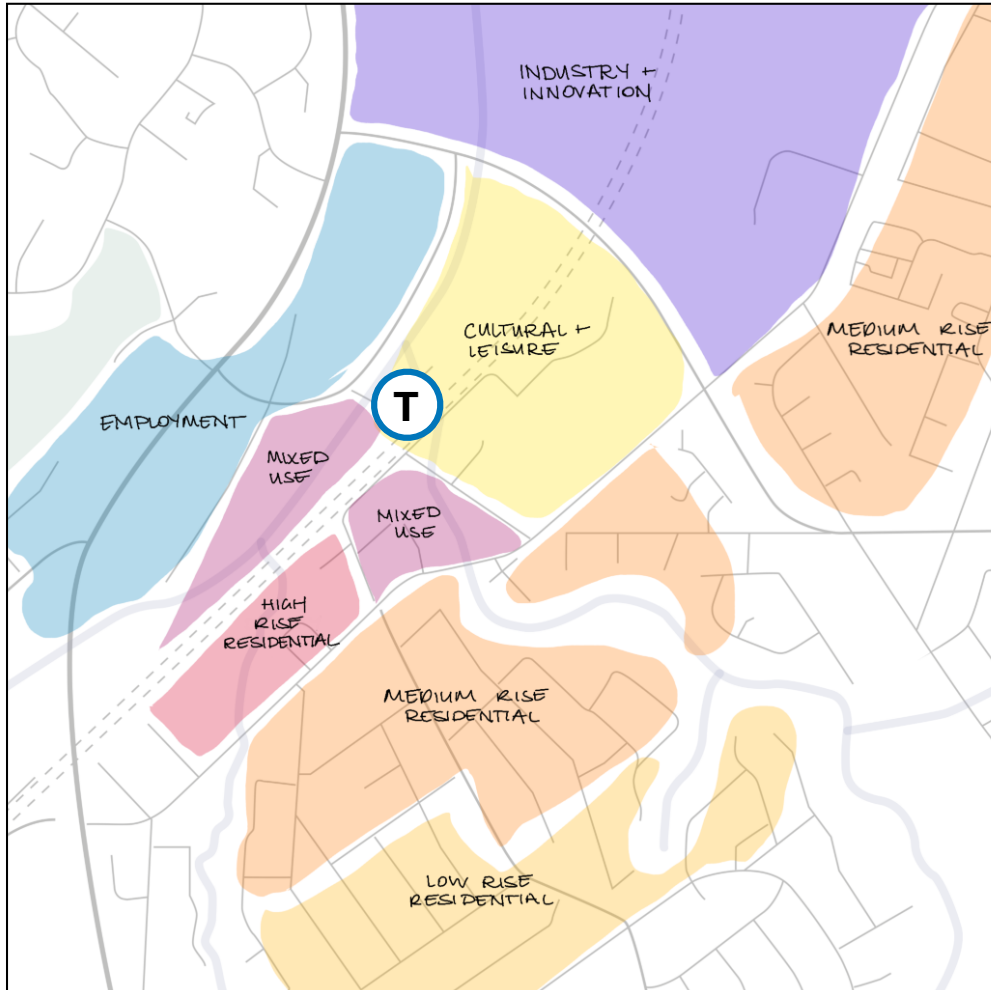 INDUSTRY +
INNOVATION
CULTURAL +
LEISURE
MEDIUM RISE
RESIDENTIAL
T
EMPLOYMENT
MIXED
USE
MIXED
USE
HIGH
RISE
RESIDENTIAL
MEDIUM RISE
RESIDENTIAL
LOW RISE
RESIDENTIAL